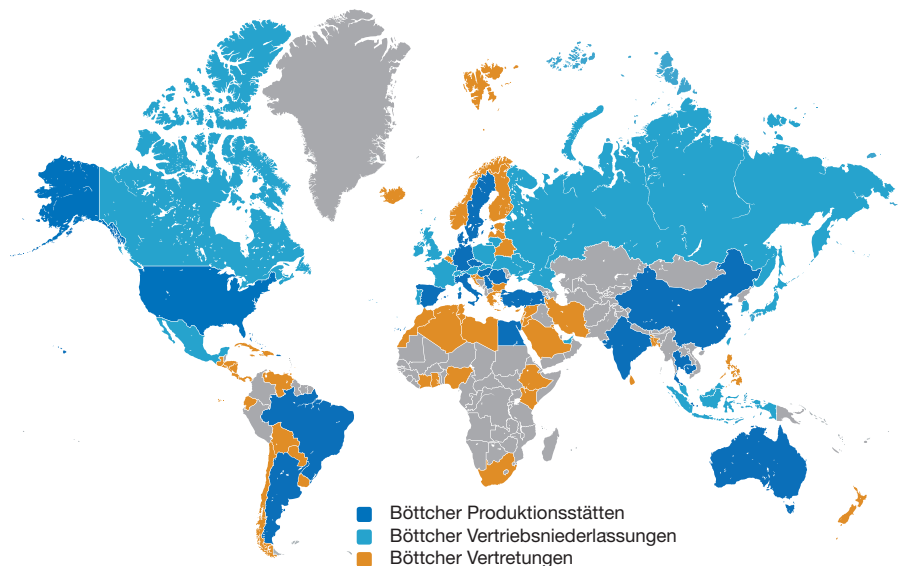 Böttcher Produktionsstätten
Böttcher Vertriebsniederlassungen
Böttcher Vertretungen